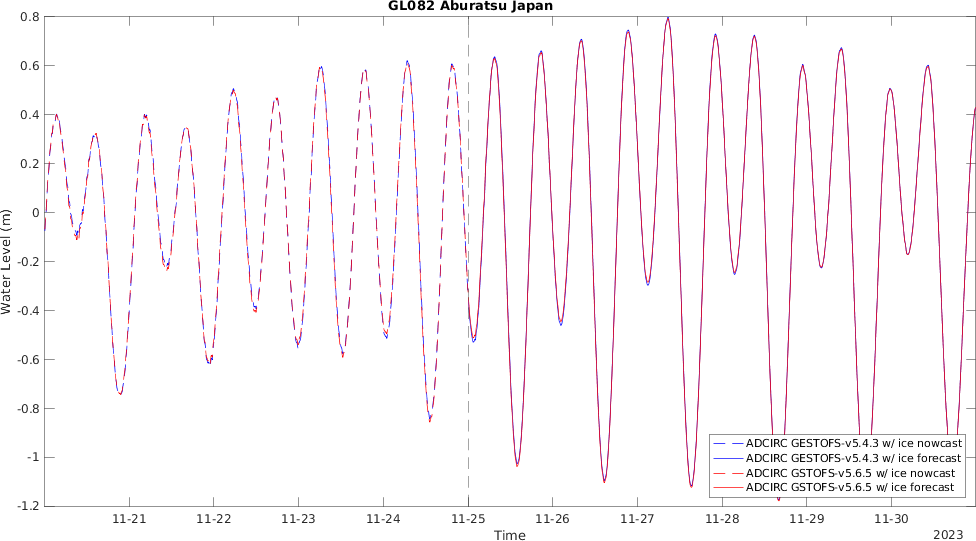 GL082 Aburatsu Japan
0.8
0.6
0.4
0.2
0
-0.2
-0.4
-0.6
-0.8
-1
-1.2
Water Level (m)
11-21 11-22 11-23 11-24 11-25 11-26 11-27 11-28 11-29 11-30
Time
2023
ADCIRC GESTOFS-v5.4.3 w/ ice nowcast
ADCIRC GESTOFS-v5.4.3 w/ ice forecast
ADCIRC GSTOFS-v5.6.5 w/ ice nowcast
ADCIRC GSTOFS-v5.6.5 w/ ice forecast